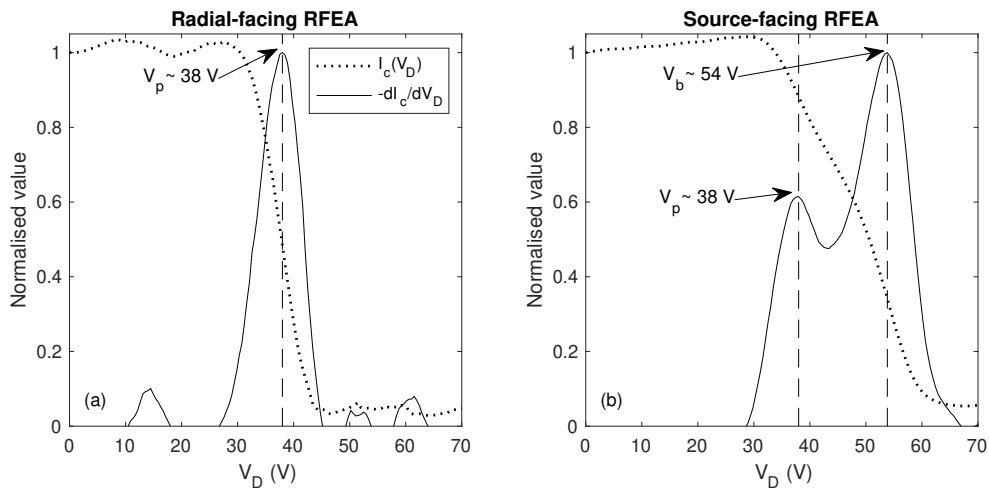 Radial-facing RFEA
1
0.8
0.6
0.4
0.2
0
Normalised value
V_p ~ 38 V
I_c(V_D)
-dI_c/dV_D
(a)
0 10 20 30 40 50 60 70
V_D (V)
Source-facing RFEA
1
0.8
0.6
0.4
0.2
0
Normalised value
V_b ~ 54 V
V_p ~ 38 V
(b)
0 10 20 30 40 50 60 70
V_D (V)